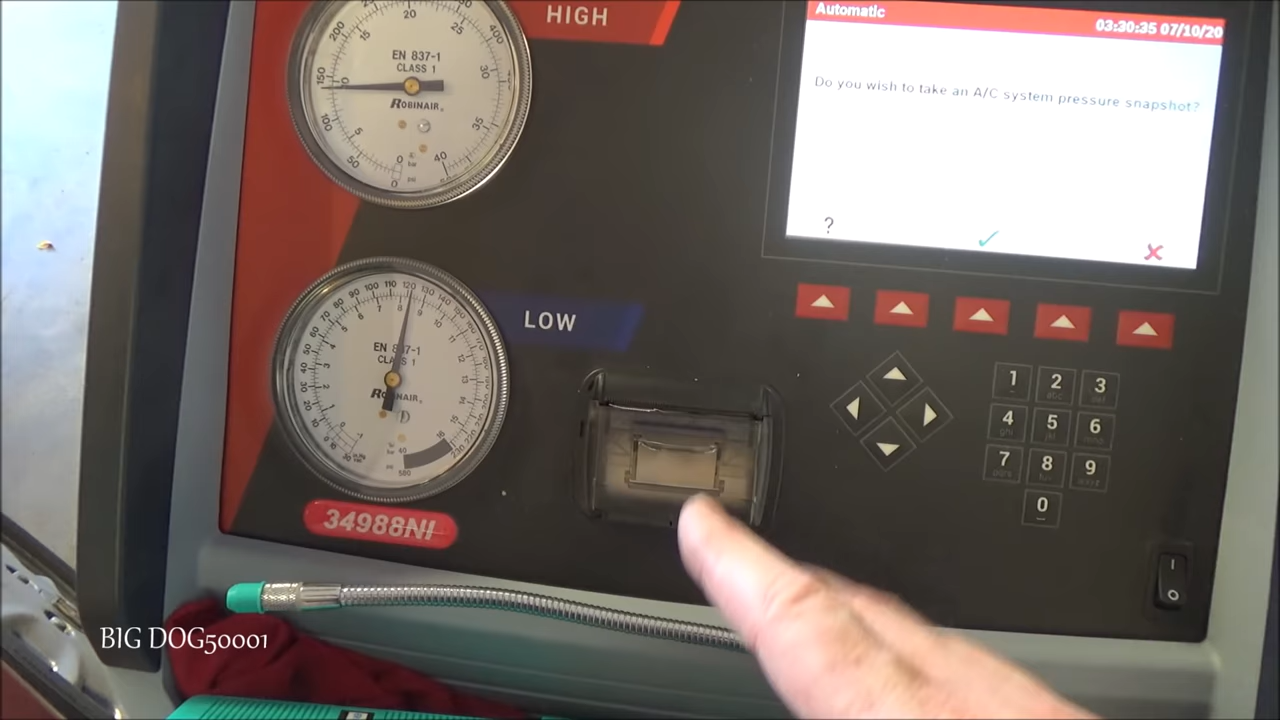 HIGH
EN 837-1
CLASS 1
ROBINAIR
Automatic
03:30:35 07/10/20
Do you wish to take an A/C system pressure snapshot?
?
LOW
EN 837-1
CLASS 1
ROBINAIR
34988NI
1
2
3
4
5
6
7
8
9
0
BIG DOG50001